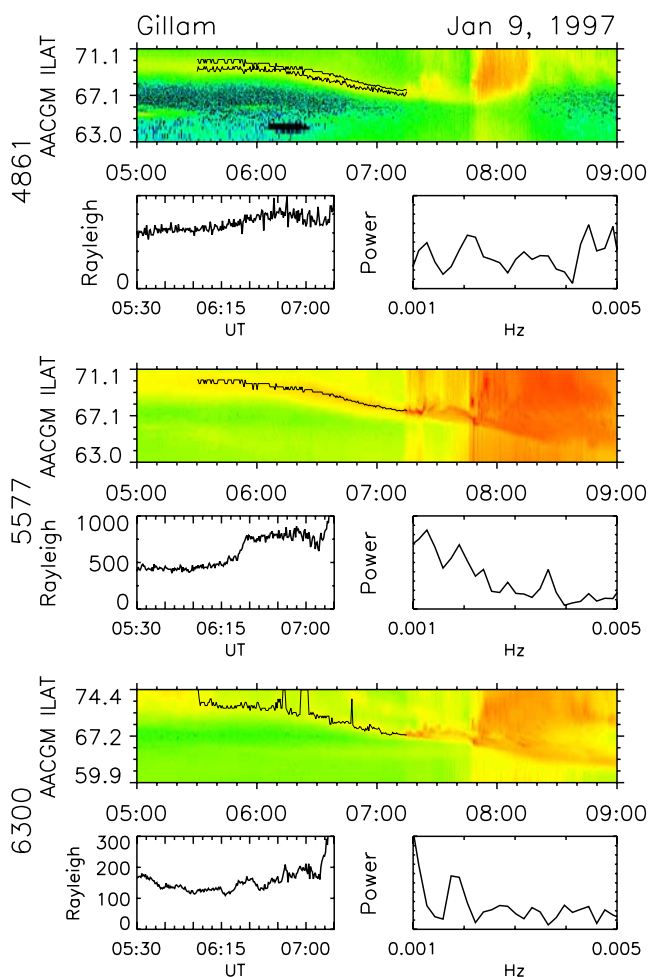 Gillam Jan 9, 1997
4861
AACGM ILAT
71.1
67.1
63.0
05:00 06:00 07:00 08:00 09:00
Rayleigh
0
05:30 06:15 07:00
UT
Power
0.001 0.005
Hz
5577
AACGM ILAT
71.1
67.1
63.0
05:00 06:00 07:00 08:00 09:00
Rayleigh
1000
500
0
05:30 06:15 07:00
UT
Power
0.001 0.005
Hz
6300
AACGM ILAT
74.4
67.2
59.9
05:00 06:00 07:00 08:00 09:00
Rayleigh
300
200
100
0
05:30 06:15 07:00
UT
Power
0.001 0.005
Hz